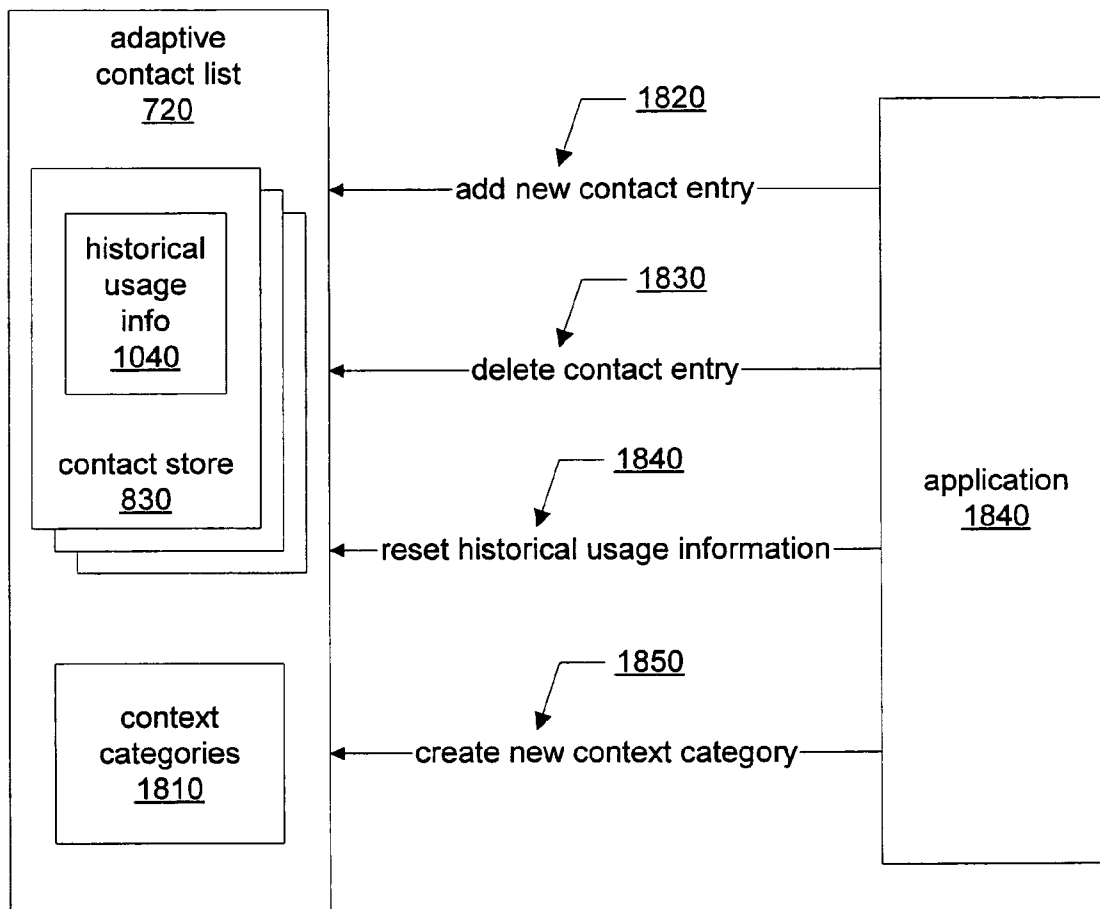 adaptive
contact list
720
historical
usage
info
1040
contact store
830
context
categories
1810
1820
add new contact entry
1830
delete contact entry
1840
reset historical usage information
1850
create new context category
application
1840